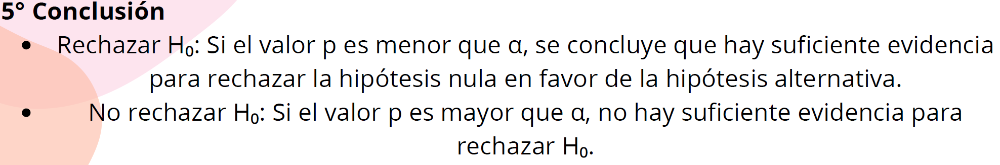 5° Conclusión
• Rechazar H₀: Si el valor p es menor que α, se concluye que hay suficiente evidencia
para rechazar la hipótesis nula en favor de la hipótesis alternativa.
• No rechazar H₀: Si el valor p es mayor que α, no hay suficiente evidencia para
rechazar H₀.